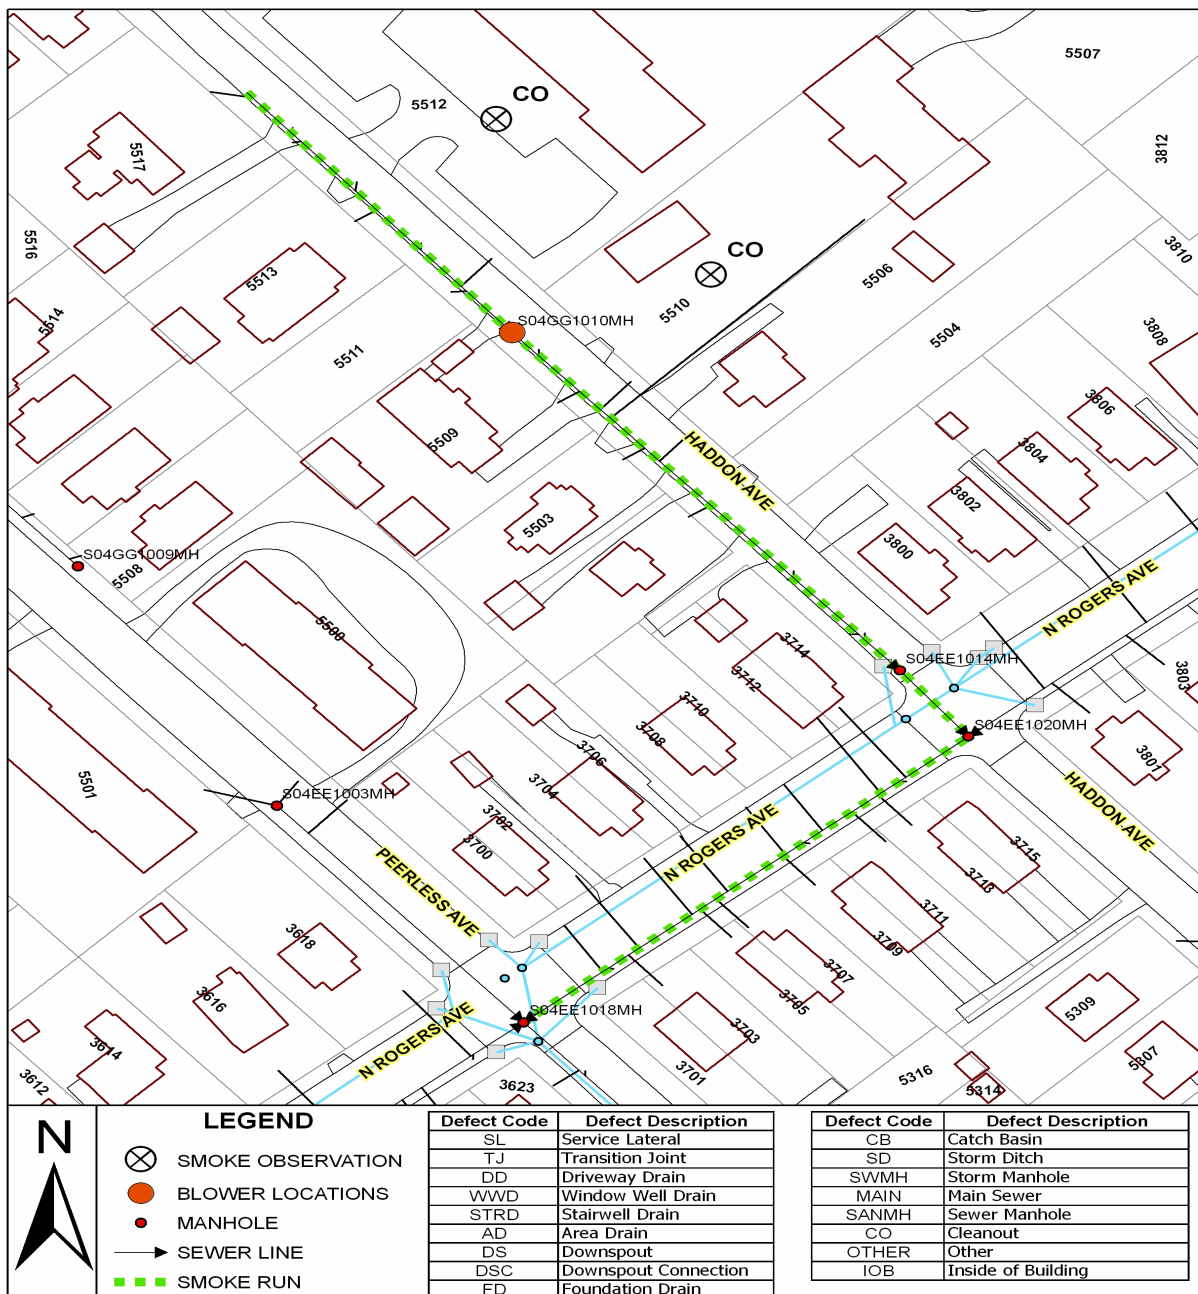 5507
CO
5512
3812
5517
5516
CO
3810
5513
5506
5510
5514
S04GG1010MH
5504
3808
5511
3806
5509
HADDON AVE
3804
3802
5503
3800
S04GG1009MH
5508
N ROGERS AVE
5500
3714
S04EE1014MH
3712
3803
3710
3708
S04EE1020MH
3706
3807
5501
3704
S04EE1003MH
3702
HADDON AVE
N ROGERS AVE
3700
3715
PEERLESS AVE
3713
3711
3618
3709
3707
3616
3705
5309
S04EE1018MH
N ROGERS AVE
3703
3614
5307
3612
3701
5316
3623
5314
N
LEGEND
SMOKE OBSERVATION
BLOWER LOCATIONS
MANHOLE
SEWER LINE
SMOKE RUN
Defect Code Defect Description
SL Service Lateral
TJ Transition Joint
DD Driveway Drain
WWD Window Well Drain
STRD Stairwell Drain
AD Area Drain
DS Downspout
DSC Downspout Connection
FD Foundation Drain
Defect Code Defect Description
CB Catch Basin
SD Storm Ditch
SWMH Storm Manhole
MAIN Main Sewer
SANMH Sewer Manhole
CO Cleanout
OTHER Other
IOB Inside of Building